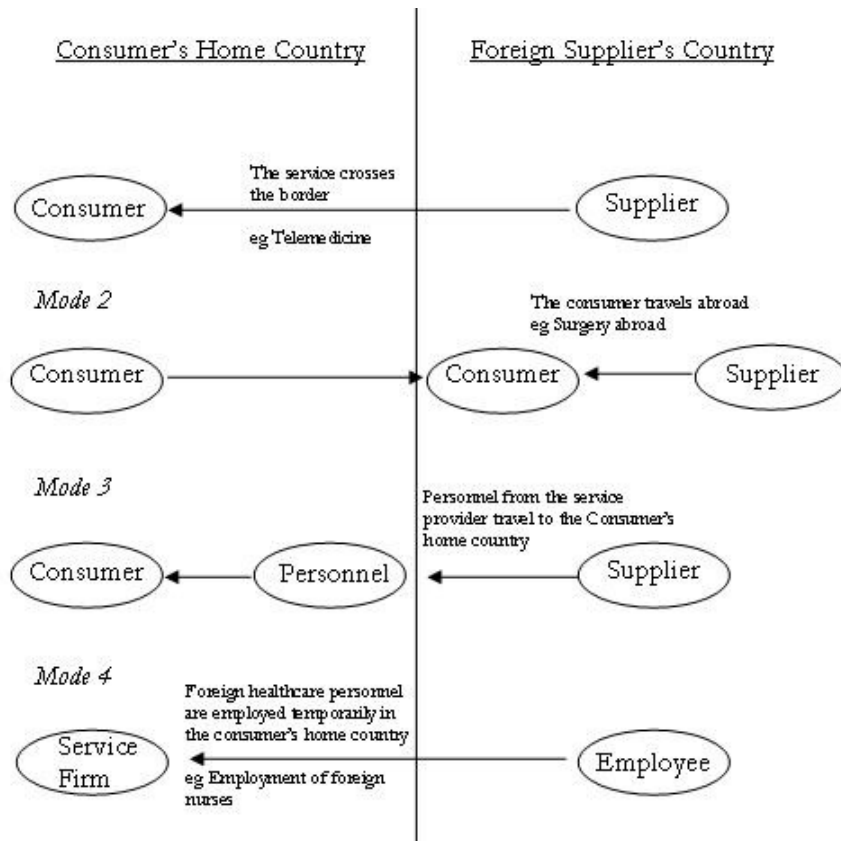 Consumer's Home Country
Foreign Supplier's Country
The service crosses
the border
Consumer
Supplier
eg Telemedicine
Mode 2
The consumer travels abroad
eg Surgery abroad
Consumer
Consumer
Supplier
Mode 3
Personnel from the service
provider travel to the Consumer's
home country
Consumer
Personnel
Supplier
Mode 4
Foreign healthcare personnel
are employed temporarily in
the consumer's home country
Service
Firm
Employee
eg Employment of foreign
nurses